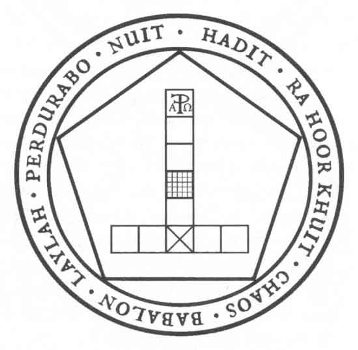 NUIT · HADIT · RA HOOR KHUIT · CHAOS · BABALON · LAYLAH · PERDURABO ·
Α Ρ Ω